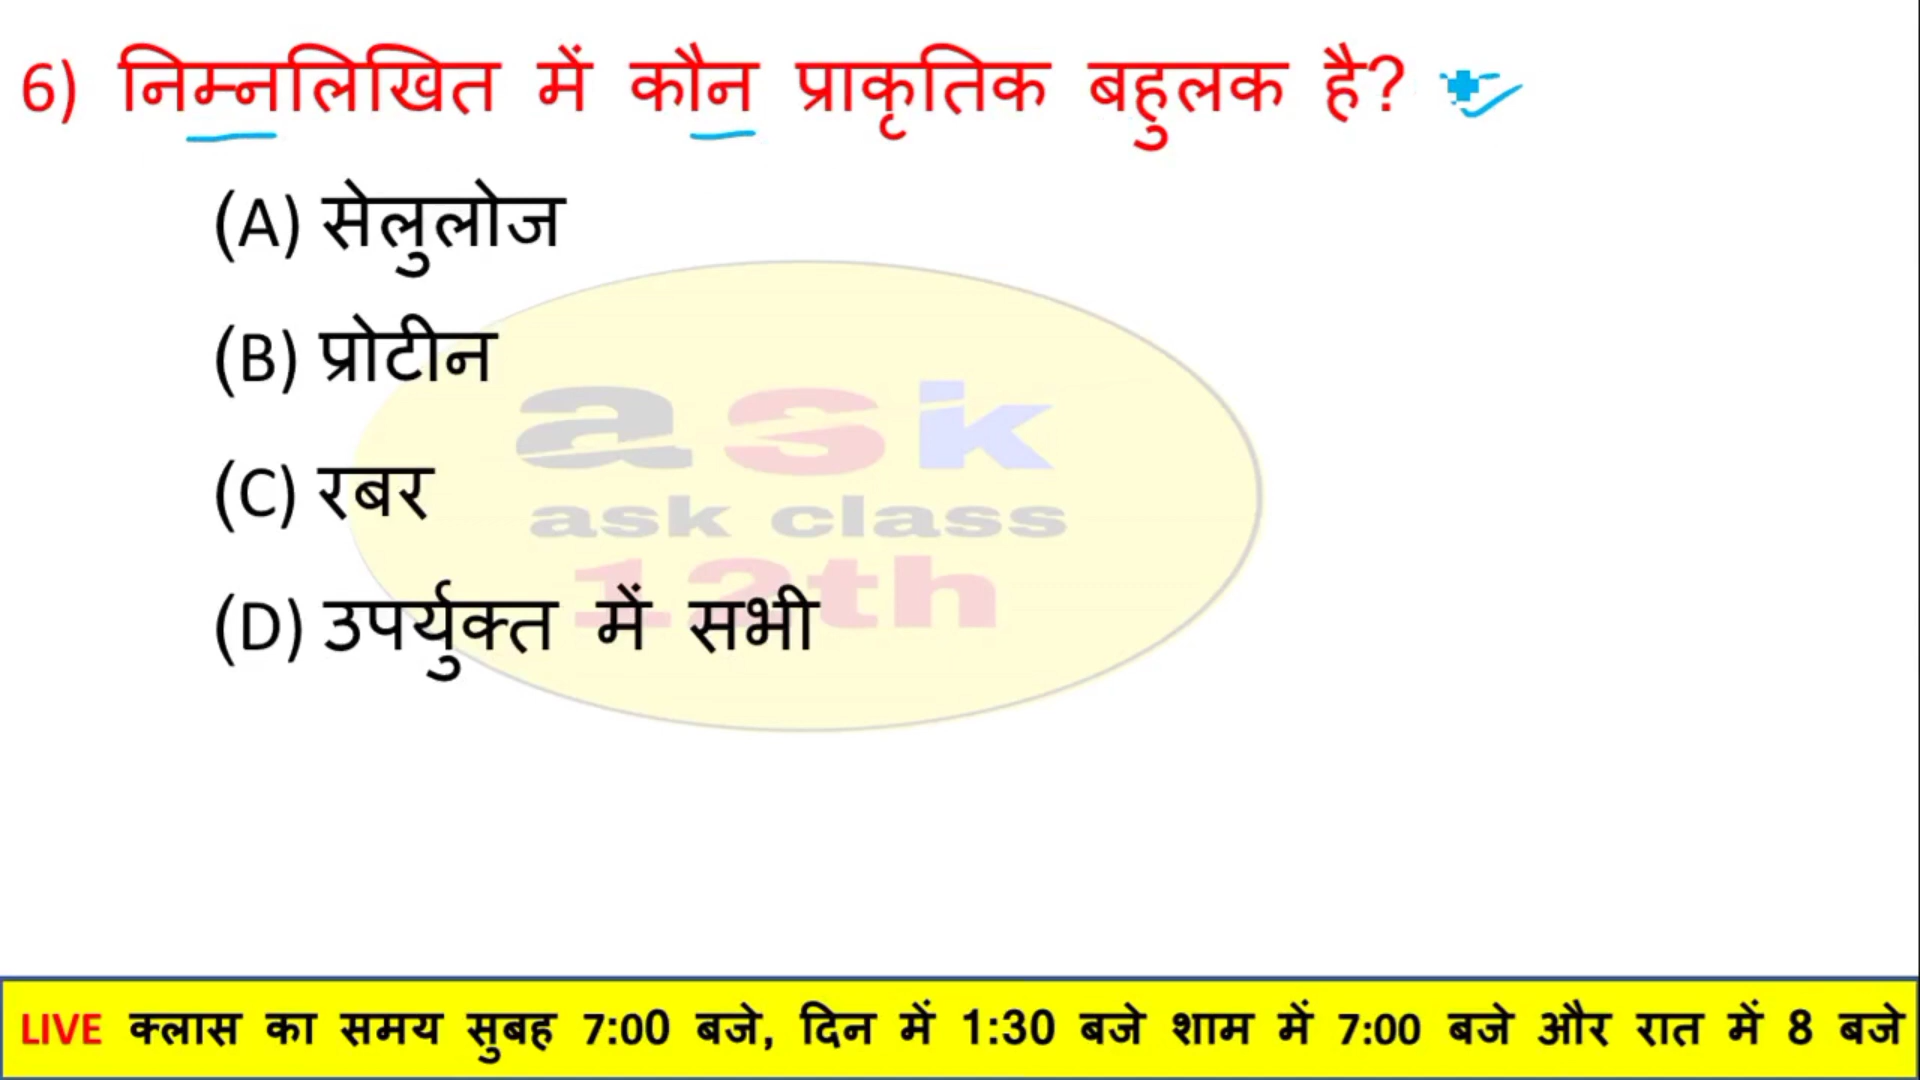 6) निम्नलिखित में कौन प्राकृतिक बहुलक है?
(A) सेलुलोज
(B) प्रोटीन
(C) रबर
(D) उपर्युक्त में सभी
ask
ask class
12th
LIVE क्लास का समय सुबह 7:00 बजे, दिन में 1:30 बजे शाम में 7:00 बजे और रात में 8 बजे